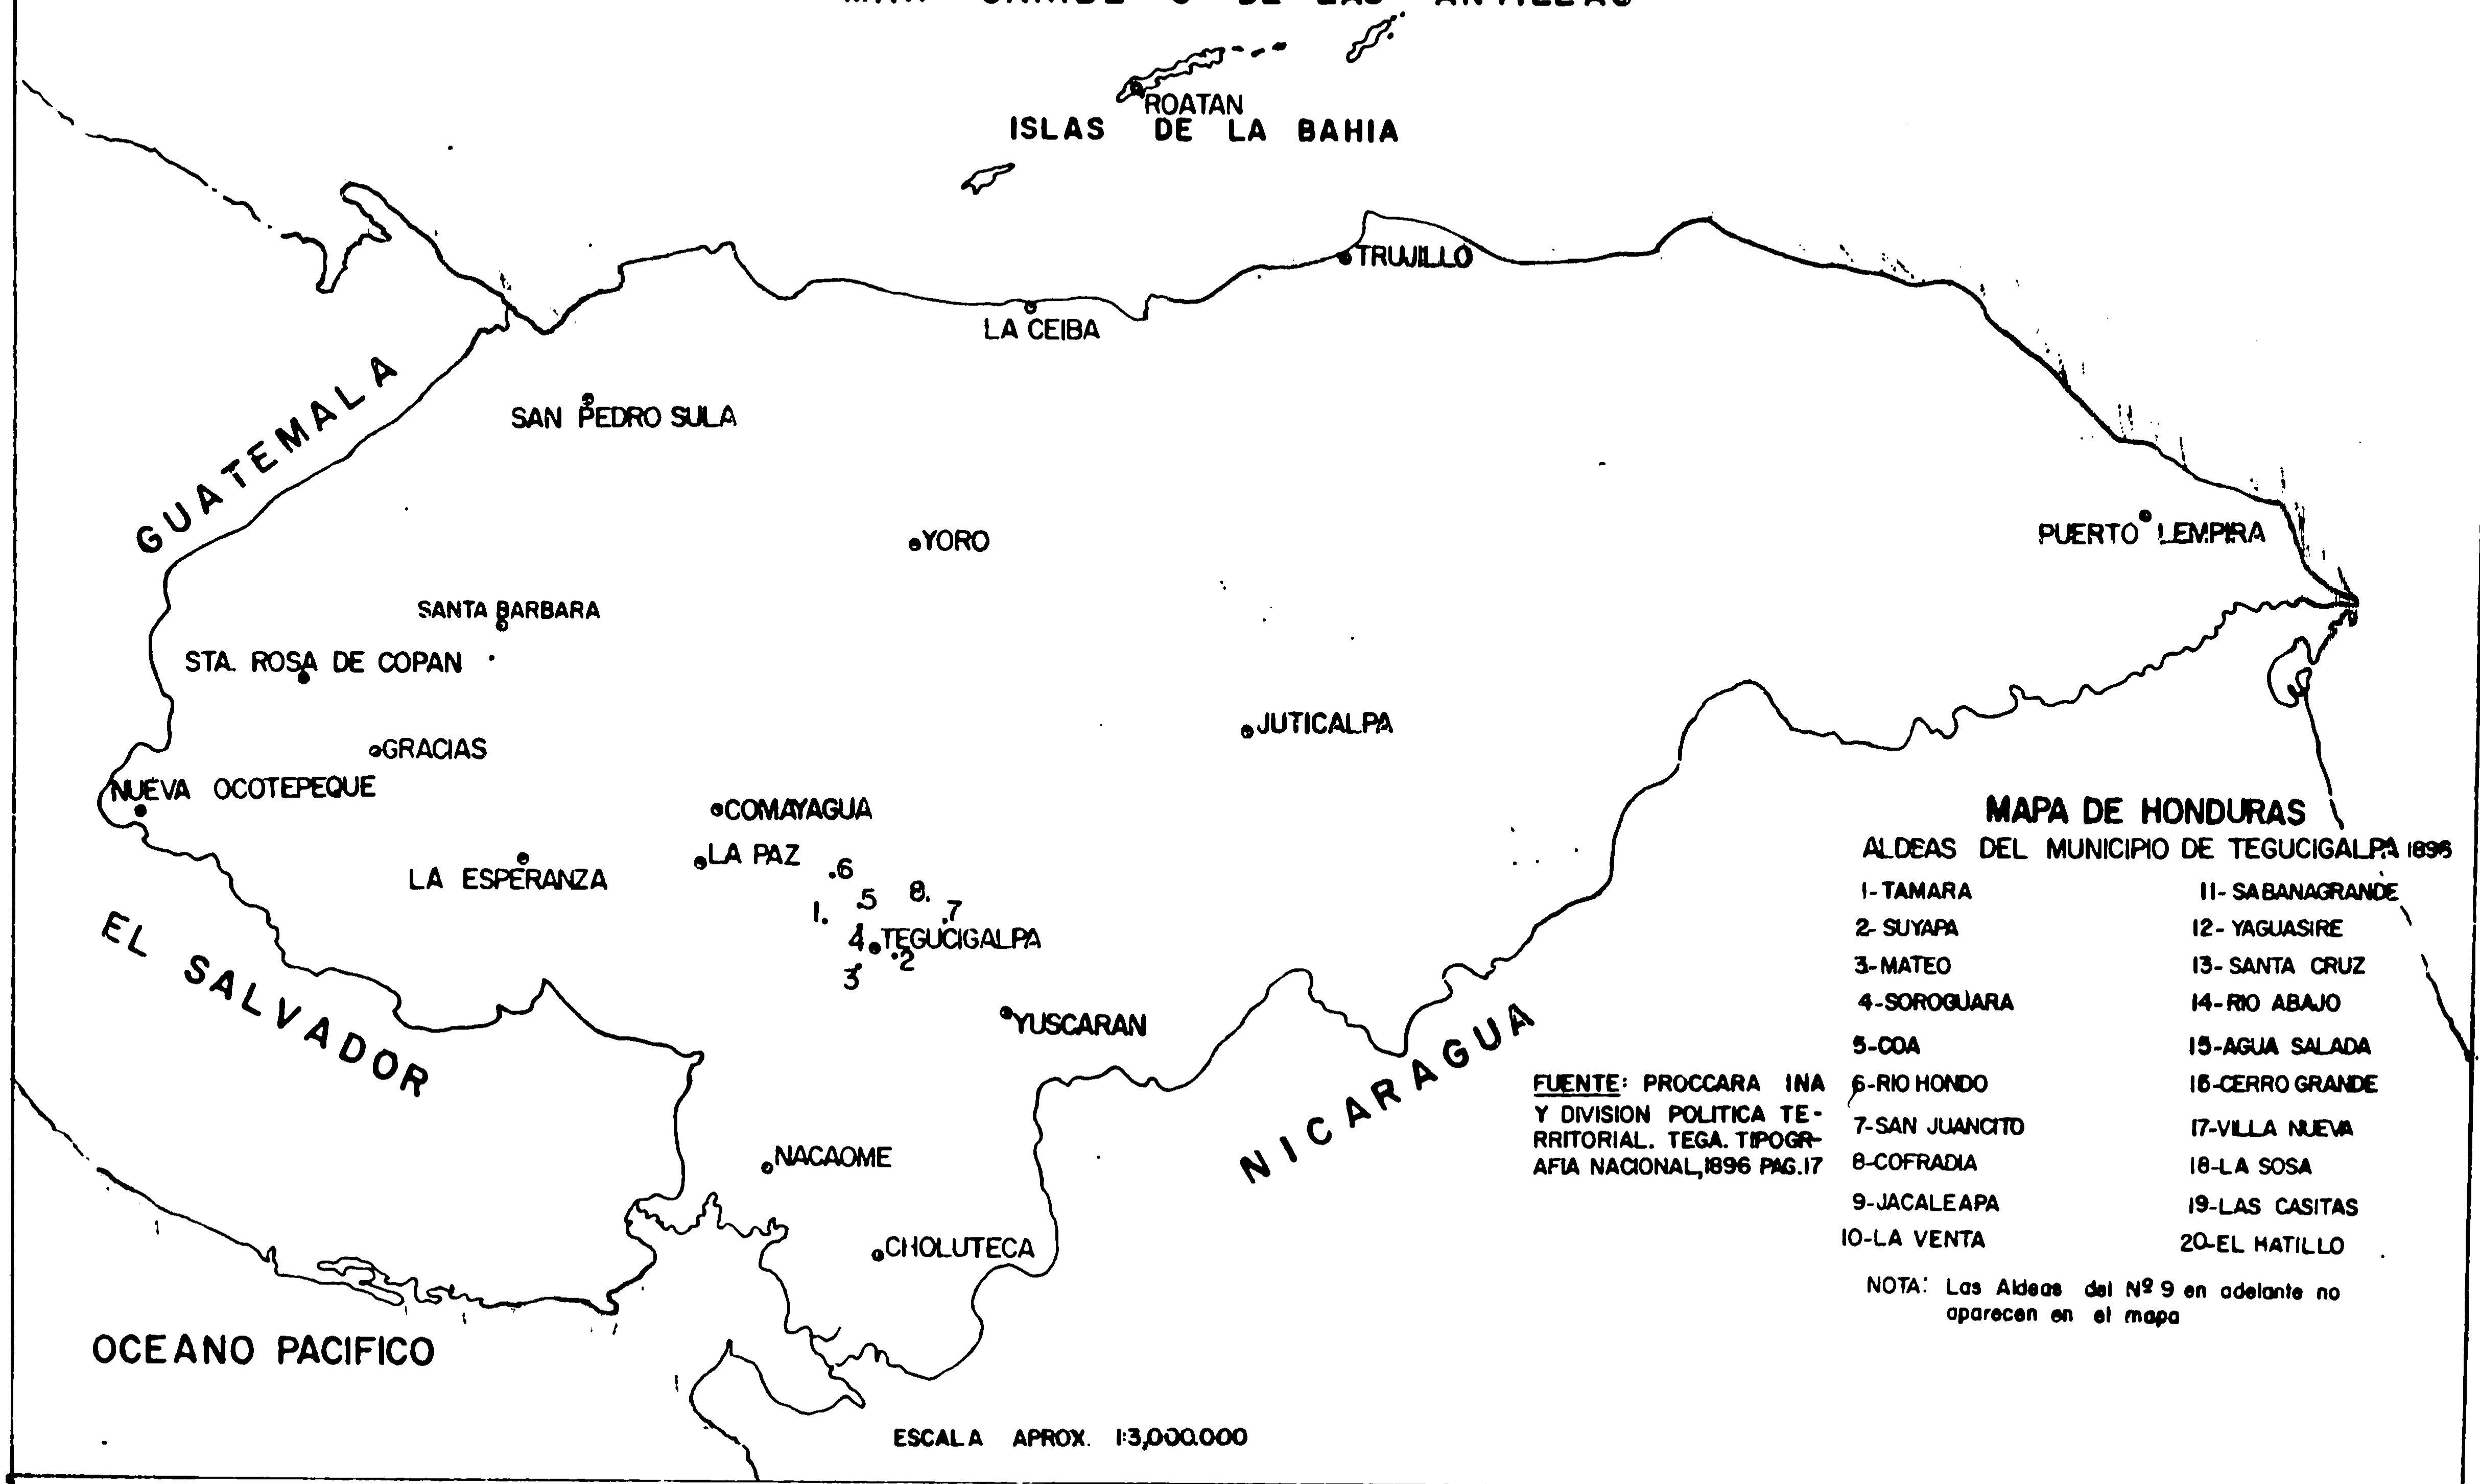 ROATAN
ISLAS DE LA BAHIA
TRUJILLO
LA CEIBA
GUATEMALA
SAN PEDRO SULA
YORO
PUERTO LEMPIRA
SANTA BARBARA
STA. ROSA DE COPAN
JUTICALPA
GRACIAS
NUEVA OCOTEPEQUE
COMAYAGUA
LA PAZ
LA ESPERANZA
.6
.5
8.
.7
1.
4.
TEGUCIGALPA
.2
3
EL SALVADOR
YUSCARAN
NICARAGUA
NACAOME
CHOLUTECA
OCEANO PACIFICO
ESCALA APROX. 1:3,000.000
MAPA DE HONDURAS
ALDEAS DEL MUNICIPIO DE TEGUCIGALPA 1896
1-TAMARA
2-SUYAPA
3-MATEO
4-SOROGUARA
5-COA
6-RIO HONDO
7-SAN JUANCITO
8-COFRADIA
9-JACALEAPA
10-LA VENTA
11-SABANAGRANDE
12-YAGUASIRE
13-SANTA CRUZ
14-RIO ABAJO
15-AGUA SALADA
16-CERRO GRANDE
17-VILLA NUEVA
18-LA SOSA
19-LAS CASITAS
20-EL HATILLO
NOTA: Las Aldeas del Nº 9 en adelante no
aparecen en el mapa
FUENTE: PROCCARA INA
Y DIVISION POLITICA TE-
RRITORIAL. TEGA. TIPOGR-
AFIA NACIONAL,1896 PAG.17